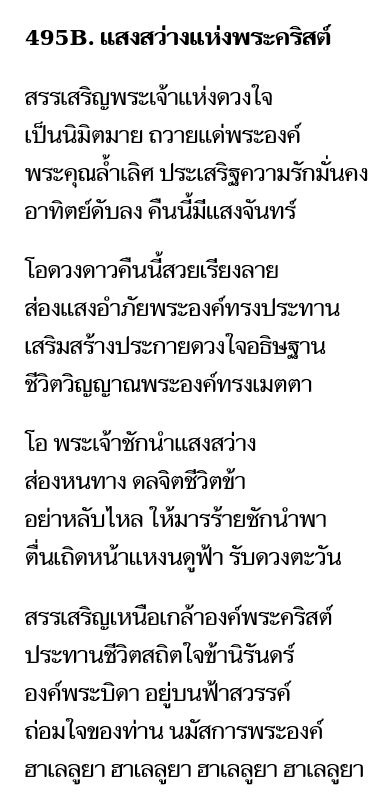 495B. แสงสว่างแห่งพระคริสต์
สรรเสริญพระเจ้าแห่งดวงใจ
เป็นนิมิตมาย ถวายแด่พระองค์
พระคุณล้ำเลิศ ประเสริฐความรักมั่นคง
อาทิตย์ดับลง คืนนี้มีแสงจันทร์
โอดวงดาวคืนนี้สวยเรียงลาย
ส่องแสงอำภัยพระองค์ทรงประทาน
เสริมสร้างประกายดวงใจอธิษฐาน
ชีวิตวิญญาณพระองค์ทรงเมตตา
โอ พระเจ้าชักนำแสงสว่าง
ส่องหนทาง ดลจิตชีวิตข้า
อย่าหลับไหล ให้มารร้ายชักนำพา
ตื่นเถิดหน้าแหงนดูฟ้า รับดวงตะวัน
สรรเสริญเหนือเกล้าองค์พระคริสต์
ประทานชีวิตสถิตใจข้านิรันดร์
องค์พระบิดา อยู่บนฟ้าสวรรค์
ถ่อมใจของท่าน นมัสการพระองค์
ฮาเลลูยา ฮาเลลูยา ฮาเลลูยา ฮาเลลูยา